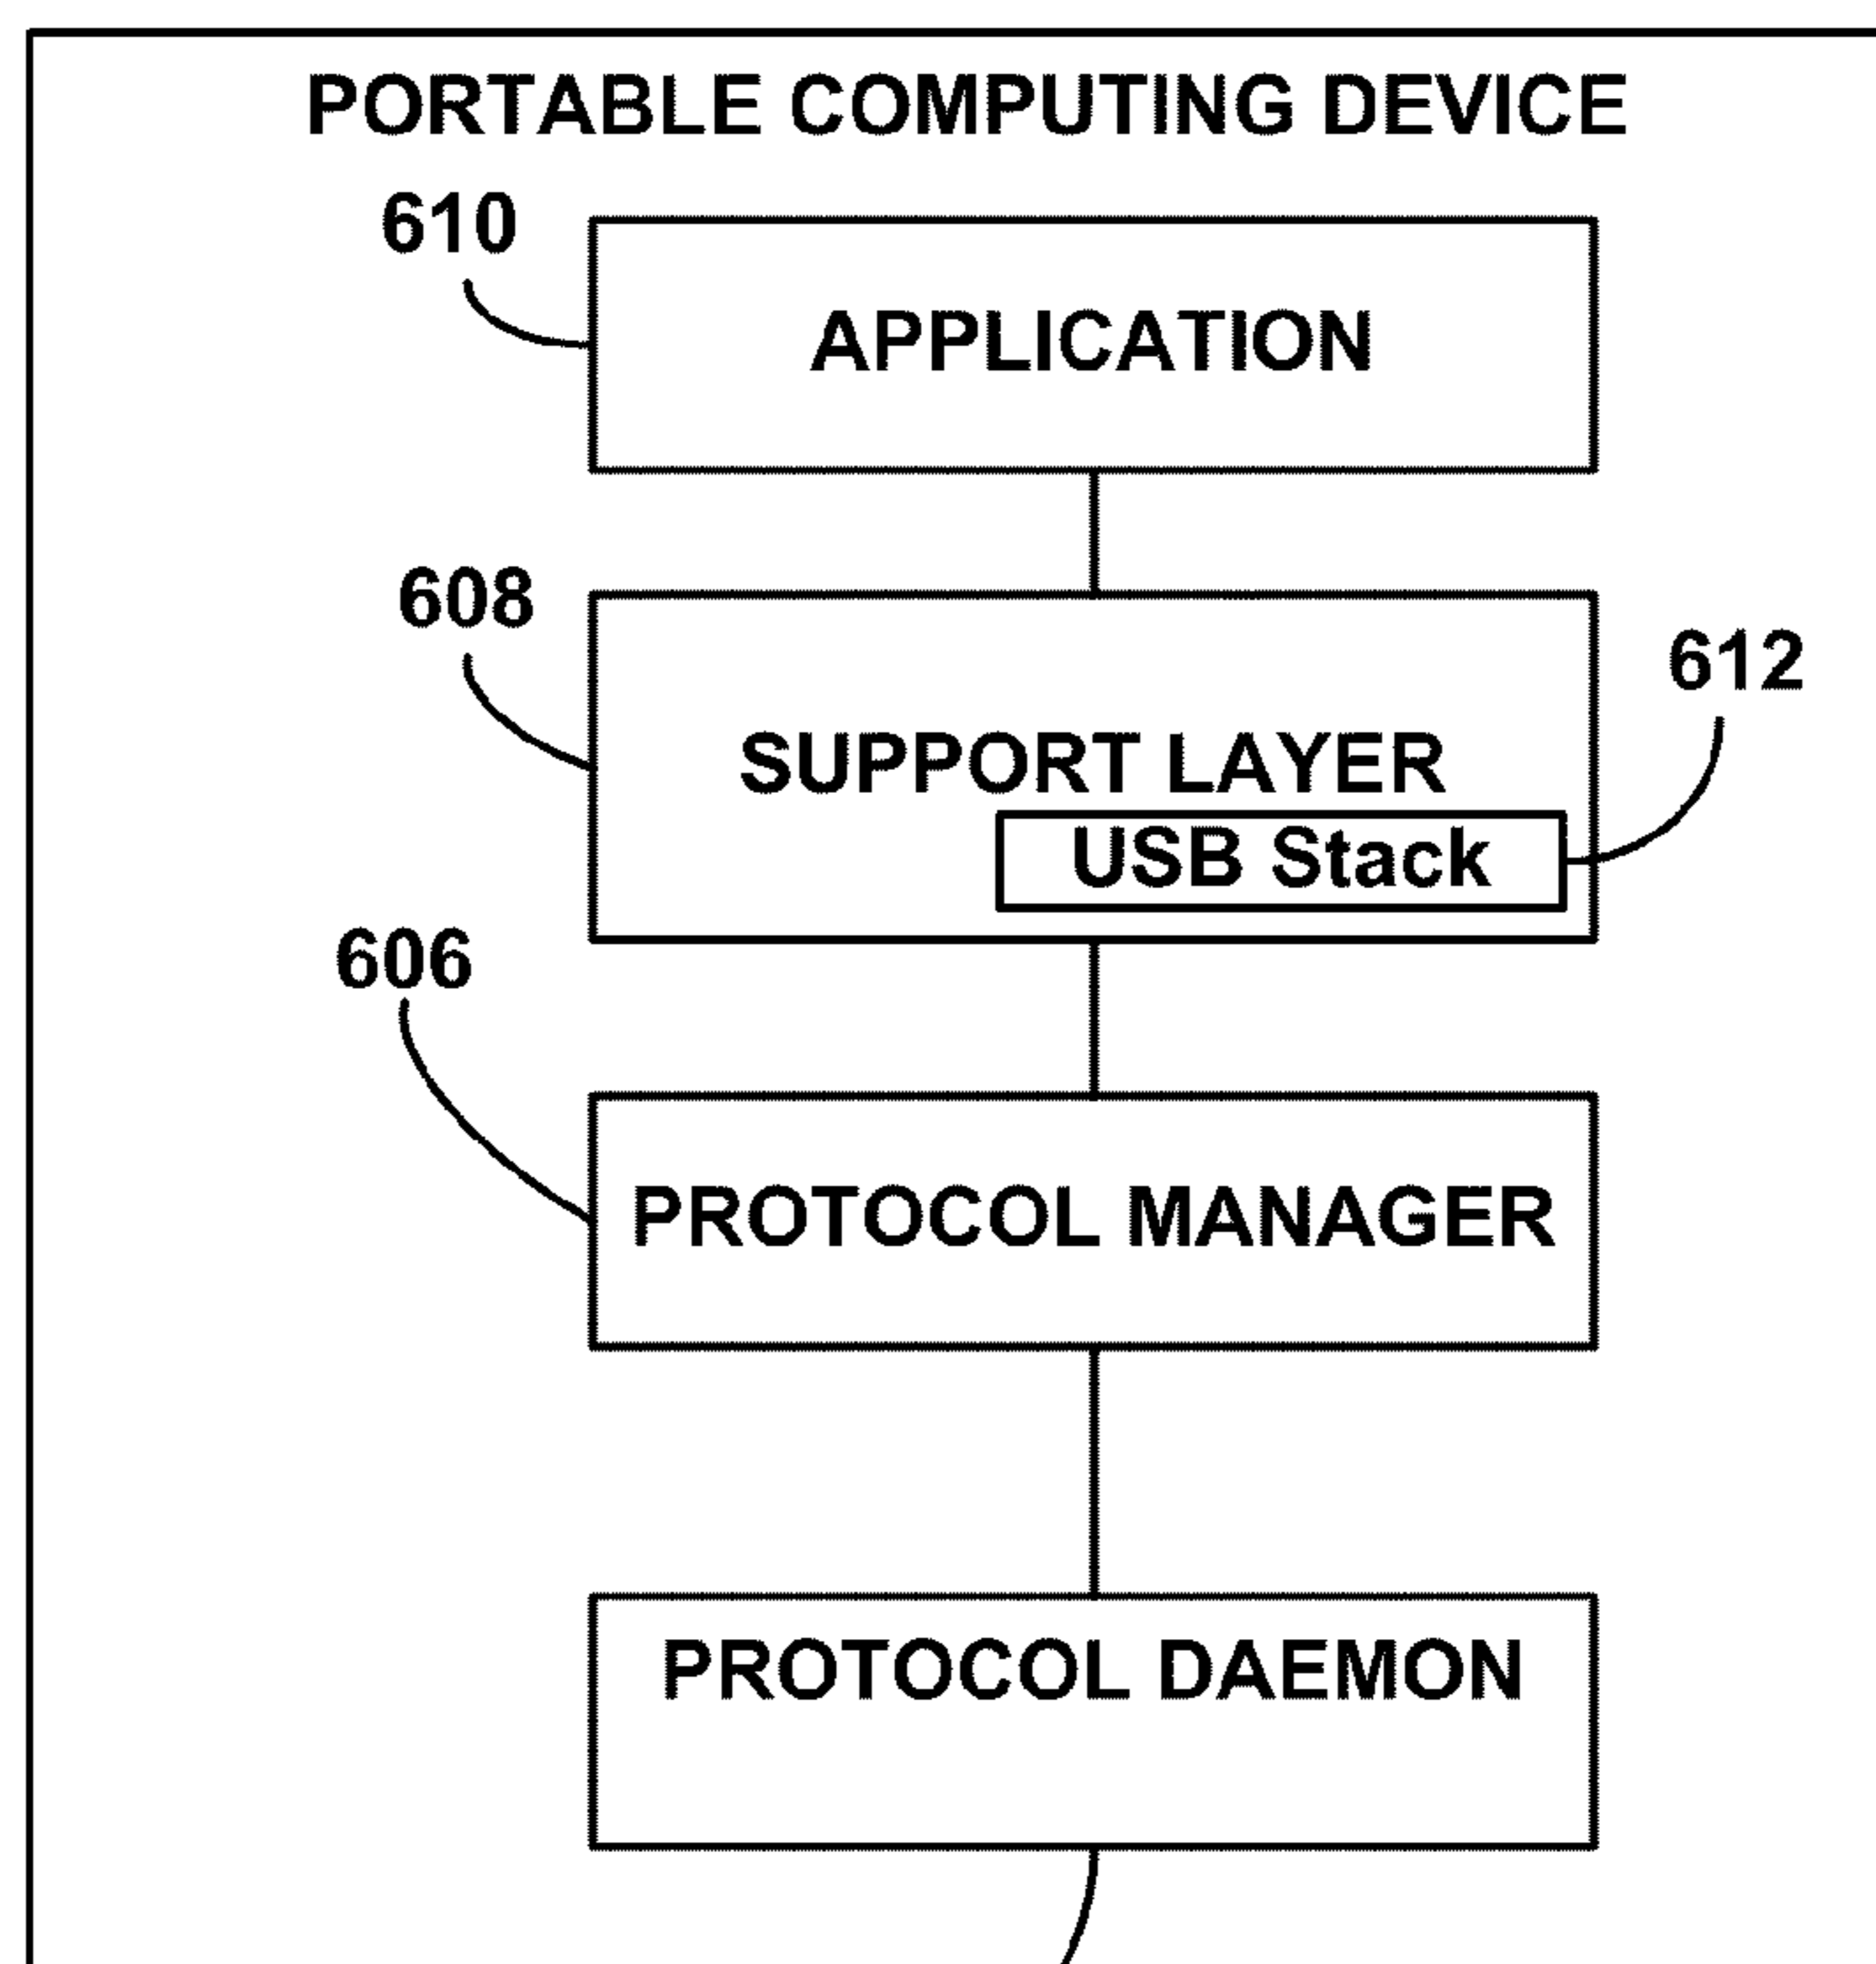 PORTABLE COMPUTING DEVICE
610
APPLICATION
608
612
SUPPORT LAYER
USB Stack
606
PROTOCOL MANAGER
PROTOCOL DAEMON